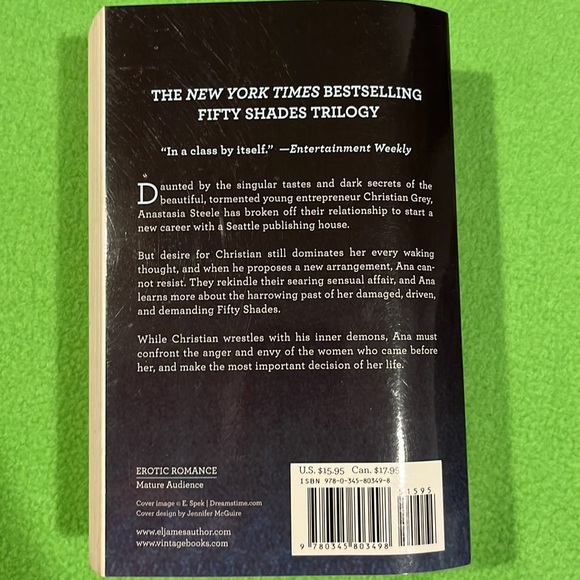 THE NEW YORK TIMES BESTSELLING
FIFTY SHADES TRILOGY
“In a class by itself.” —Entertainment Weekly
Daunted by the singular tastes and dark secrets of the
beautiful, tormented young entrepreneur Christian Grey,
Anastasia Steele has broken off their relationship to start a
new career with a Seattle publishing house.
But desire for Christian still dominates her every waking
thought, and when he proposes a new arrangement, Ana can-
not resist. They rekindle their searing sensual affair, and Ana
learns more about the harrowing past of her damaged, driven,
and demanding Fifty Shades.
While Christian wrestles with his inner demons, Ana must
confront the anger and envy of the women who came before
her, and make the most important decision of her life.
EROTIC ROMANCE
Mature Audience
Cover image © E. Spek | Dreamstime.com
Cover design by Jennifer McGuire
www.eljamesauthor.com
www.vintagebooks.com
U.S. $15.95 Can. $17.95
ISBN 978-0-345-80349-8
51595
9 780345 803498